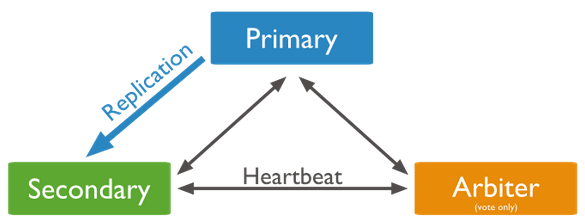 Primary
Replication
Heartbeat
Secondary
Arbiter
(vote only)